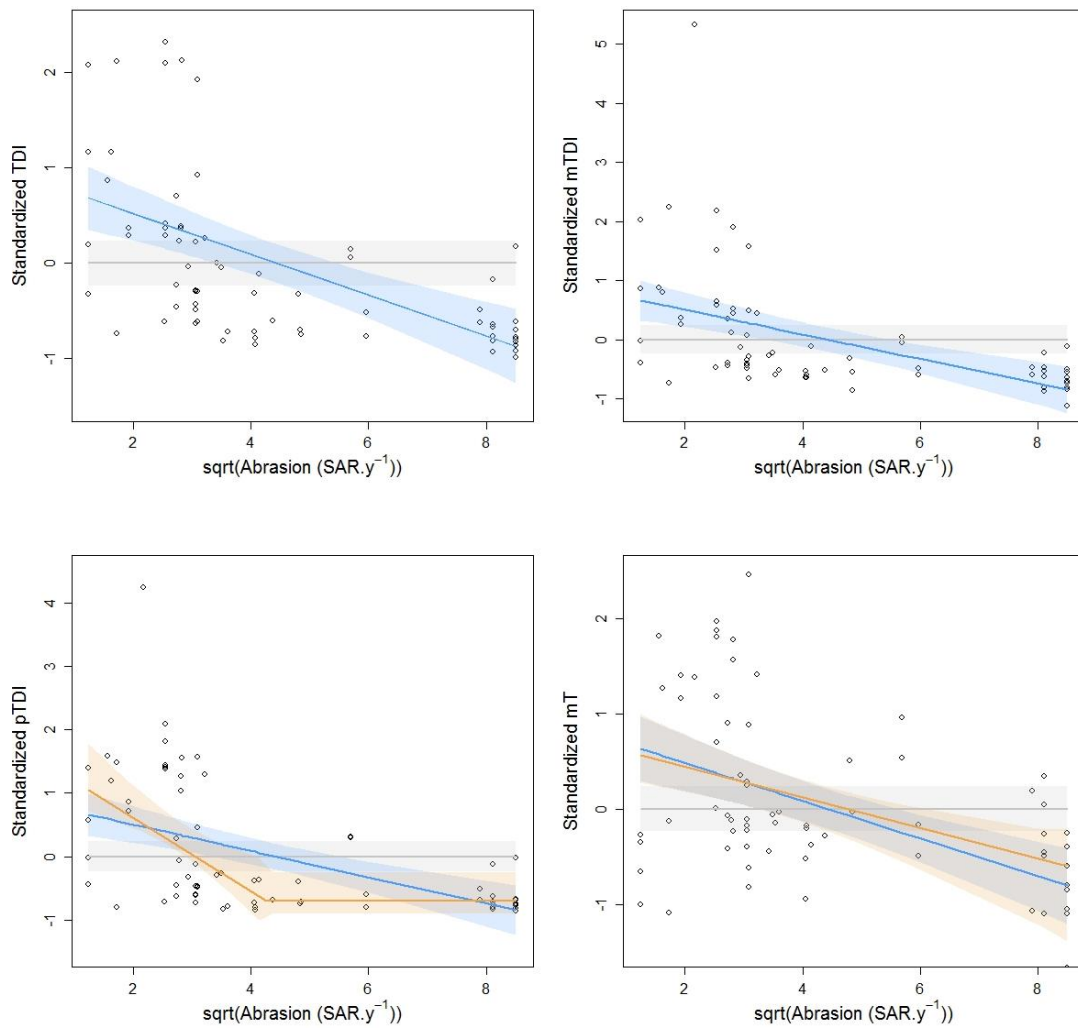 Standardized TDI
2
1
0
-1
2 4 6 8
sqrt(Abrasion (SAR.y⁻¹))
Standardized mTDI
5
4
3
2
1
0
-1
2 4 6 8
sqrt(Abrasion (SAR.y⁻¹))
Standardized pTDI
4
3
2
1
0
-1
2 4 6 8
sqrt(Abrasion (SAR.y⁻¹))
Standardized mT
2
1
0
-1
2 4 6 8
sqrt(Abrasion (SAR.y⁻¹))